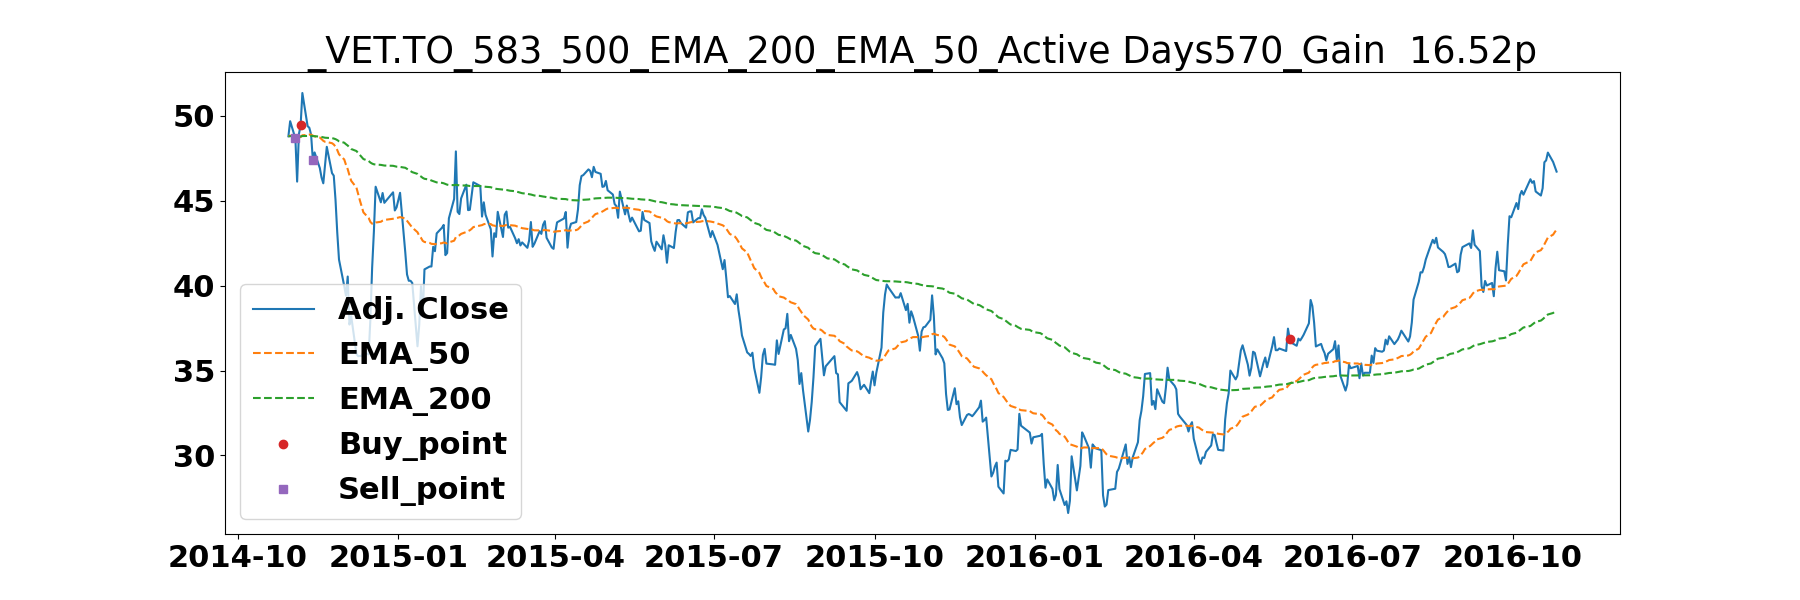 _VET.TO_583_500_EMA_200_EMA_50_Active Days570_Gain  16.52p
50
45
40
35
30
Adj. Close
EMA_50
EMA_200
Buy_point
Sell_point
2014-10 2015-01 2015-04 2015-07 2015-10 2016-01 2016-04 2016-07 2016-10